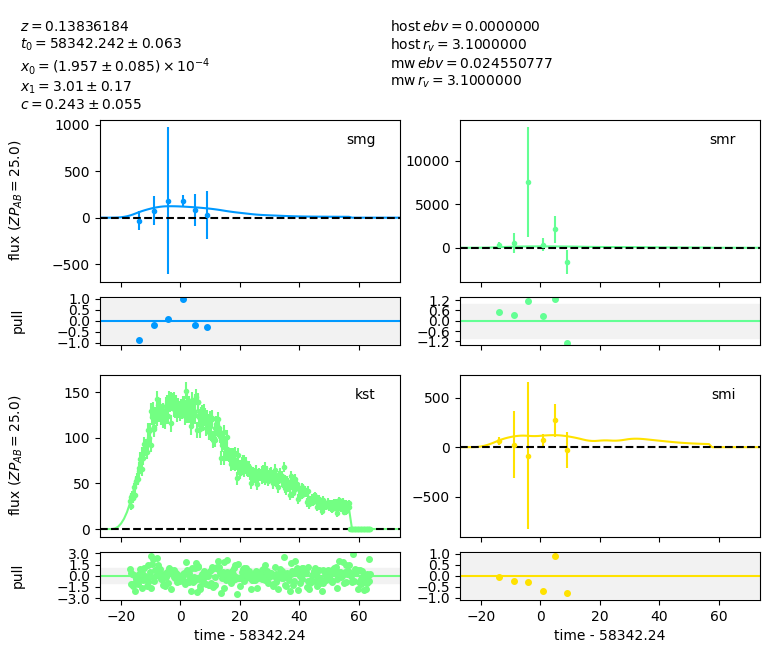 z = 0.13836184
t₀ = 58342.242 ± 0.063
x₀ = (1.957 ± 0.085) × 10⁻⁴
x₁ = 3.01 ± 0.17
c = 0.243 ± 0.055
host ebv = 0.0000000
host r_v = 3.1000000
mw ebv = 0.024550777
mw r_v = 3.1000000
flux (ZP_AB = 25.0)
1000
500
0
−500
smg
10000
5000
0
smr
pull
1.0
0.5
0.0
−0.5
−1.0
1.2
0.6
0.0
−0.6
−1.2
flux (ZP_AB = 25.0)
150
100
50
0
kst
500
0
−500
smi
pull
3.0
1.5
0.0
−1.5
−3.0
−20 0 20 40 60
time - 58342.24
1.0
0.5
0.0
−0.5
−1.0
−20 0 20 40 60
time - 58342.24